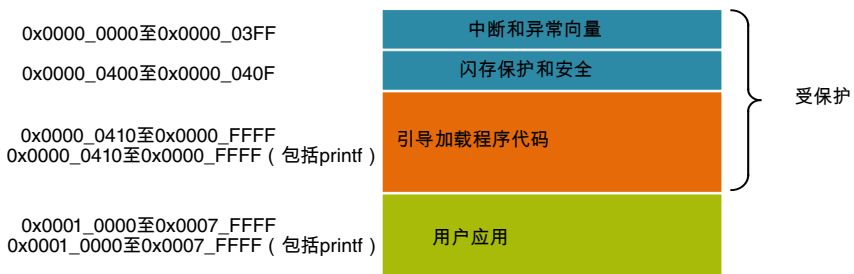 0x0000_0000至0x0000_03FF
中断和异常向量
0x0000_0400至0x0000_040F
闪存保护和安全
受保护
0x0000_0410至0x0000_FFFF
0x0000_0410至0x0000_FFFF（包括printf）
引导加载程序代码
0x0001_0000至0x0007_FFFF
0x0001_0000至0x0007_FFFF（包括printf）
用户应用